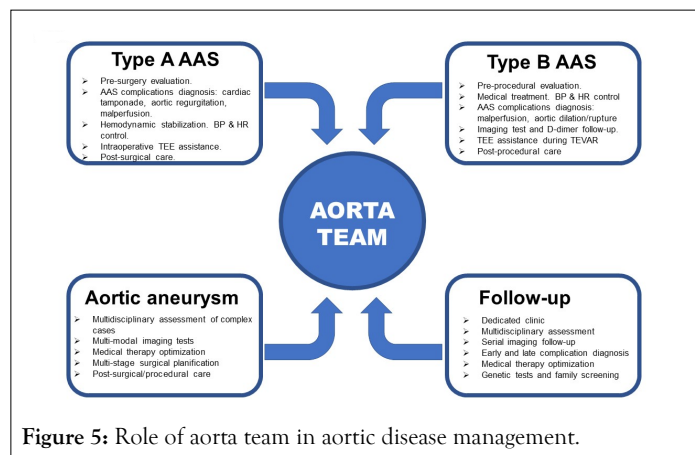 Type A AAS
➢ Pre-surgery evaluation.
➢ AAS complications diagnosis: cardiac
tamponade, aortic regurgitation,
malperfusion.
➢ Hemodynamic stabilization. BP & HR
control.
➢ Intraoperative TEE assistance.
➢ Post-surgical care.
Type B AAS
➢ Pre-procedural evaluation.
➢ Medical treatment. BP & HR control
➢ AAS complications diagnosis:
malperfusion, aortic dilation/rupture
➢ Imaging test and D-dimer follow-up.
➢ TEE assistance during TEVAR
➢ Post-procedural care
AORTA
TEAM
Aortic aneurysm
➢ Multidisciplinary assessment of complex
cases
➢ Multi-modal imaging tests
➢ Medical therapy optimization
➢ Multi-stage surgical planification
➢ Post-surgical/procedural care
Follow-up
➢ Dedicated clinic
➢ Multidisciplinary assessment
➢ Serial imaging follow-up
➢ Early and late complication diagnosis
➢ Medical therapy optimization
➢ Genetic tests and family screening
Figure 5: Role of aorta team in aortic disease management.